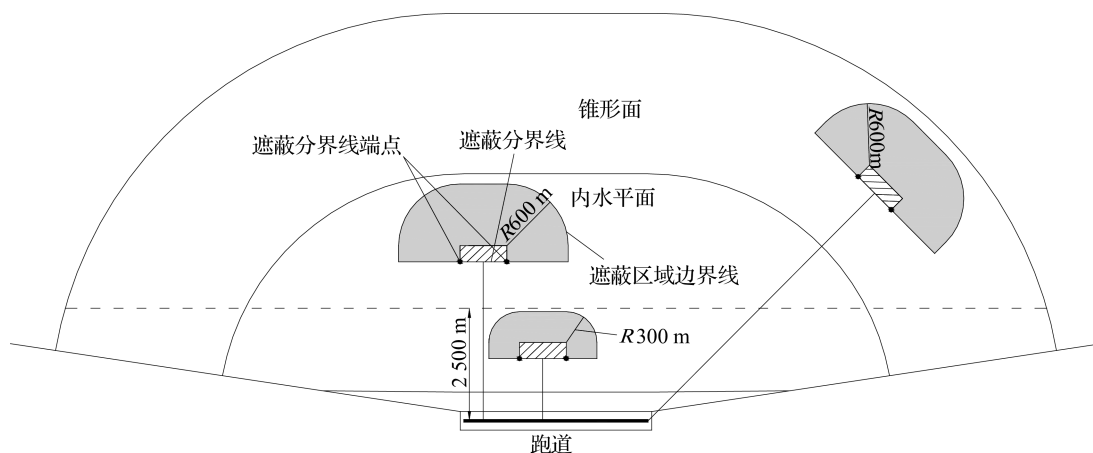 锥形面
R600m
遮蔽分界线端点
遮蔽分界线
内水平面
R600 m
遮蔽区域边界线
2 500 m
R300 m
跑道